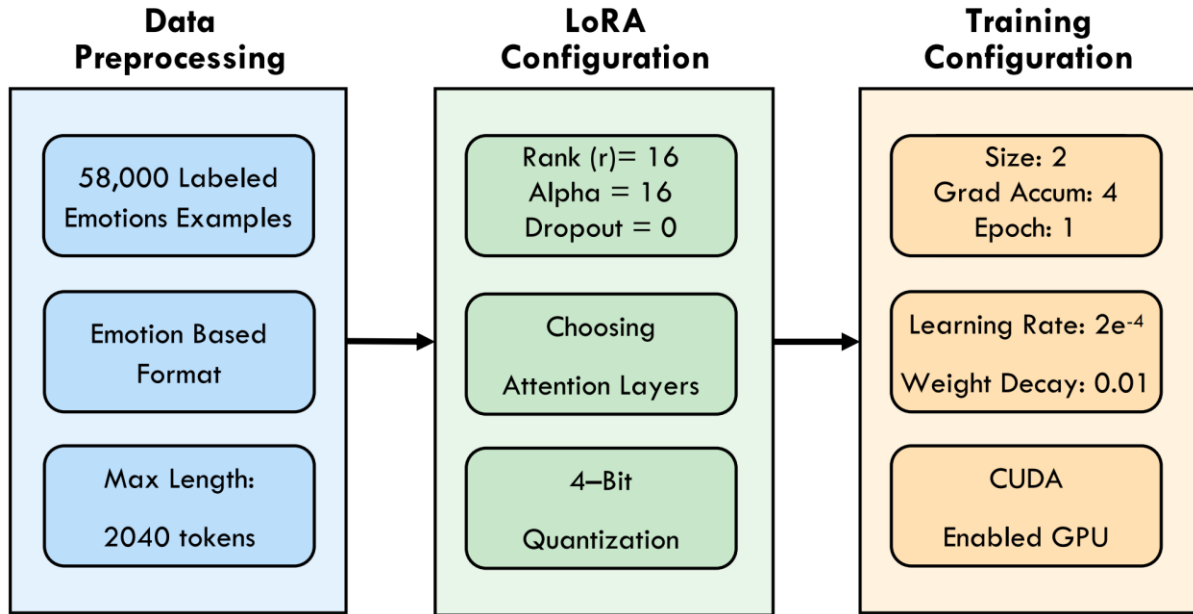 Data
Preprocessing
58,000 Labeled
Emotions Examples
Emotion Based
Format
Max Length:
2040 tokens
LoRA
Configuration
Rank (r)= 16
Alpha = 16
Dropout = 0
Choosing
Attention Layers
4–Bit
Quantization
Training
Configuration
Size: 2
Grad Accum: 4
Epoch: 1
Learning Rate: 2e⁻⁴
Weight Decay: 0.01
CUDA
Enabled GPU